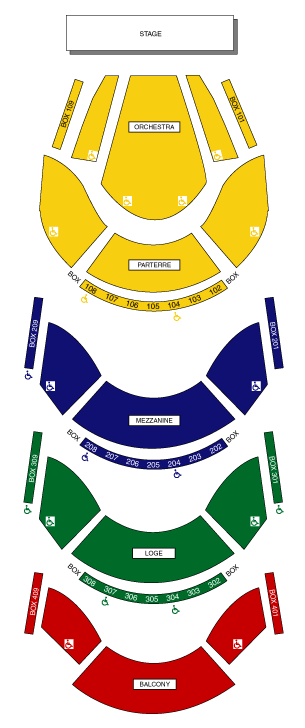 STAGE
BOX 109
BOX 101
ORCHESTRA
PARTERRE
BOX
BOX
108 107 106 105 104 103 102
BOX 209
BOX 201
MEZZANINE
BOX
BOX
208 207 206 205 204 203 202
BOX 309
BOX 301
LOGE
BOX
BOX
308 307 306 305 304 303 302
BOX 409
BOX 401
BALCONY